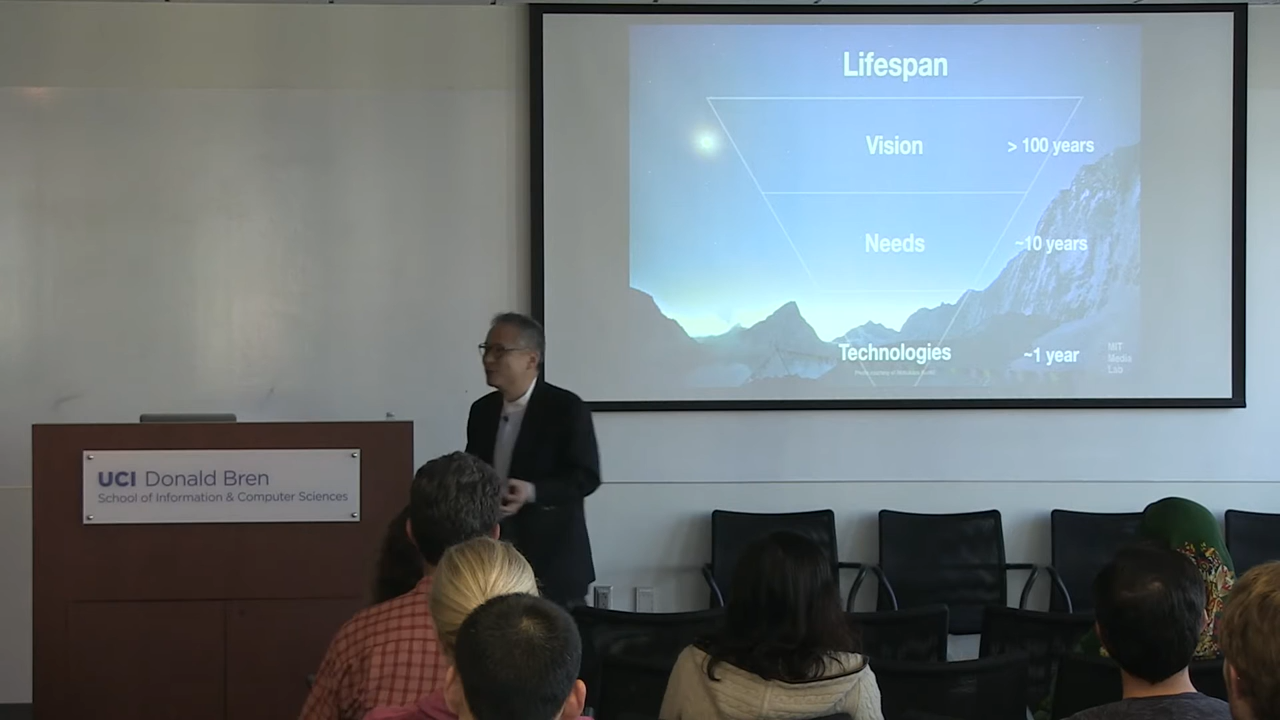 Lifespan
Vision > 100 years
Needs ~10 years
Technologies ~1 year
MIT
Media
Lab
UCI Donald Bren
School of Information & Computer Sciences